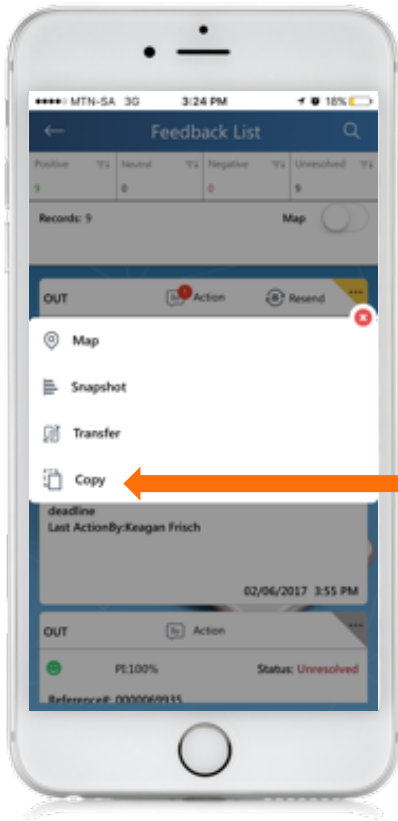 MTN-SA 3G 3:24 PM 18%
Feedback List
Positive Neutral Negative Unresolved
9 0 0 9
Records: 9 Map
OUT Action Resend
Map
Snapshot
Transfer
Copy
deadline
Last ActionBy:Keagan Frisch
02/06/2017 3:55 PM
OUT Action
PI:100% Status: Unresolved
Reference#: 0000069935